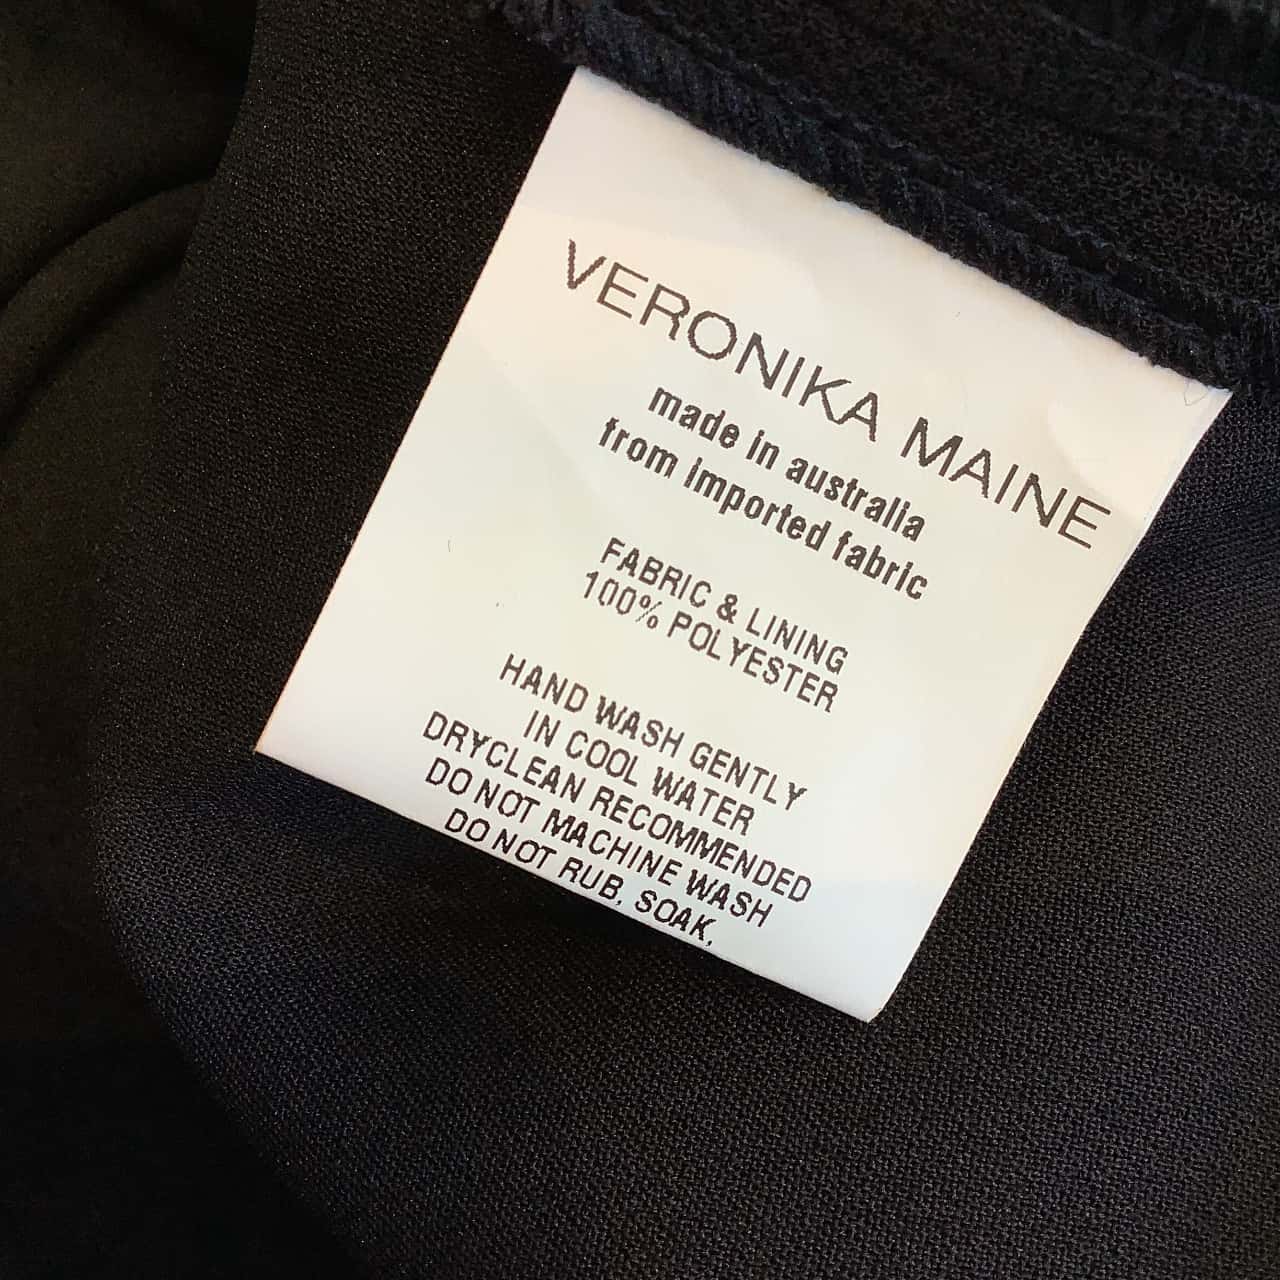 VERONIKA MAINE
made in australia
from imported fabric
FABRIC & LINING
100% POLYESTER
HAND WASH GENTLY
IN COOL WATER
DRYCLEAN RECOMMENDED
DO NOT MACHINE WASH
DO NOT RUB, SOAK,